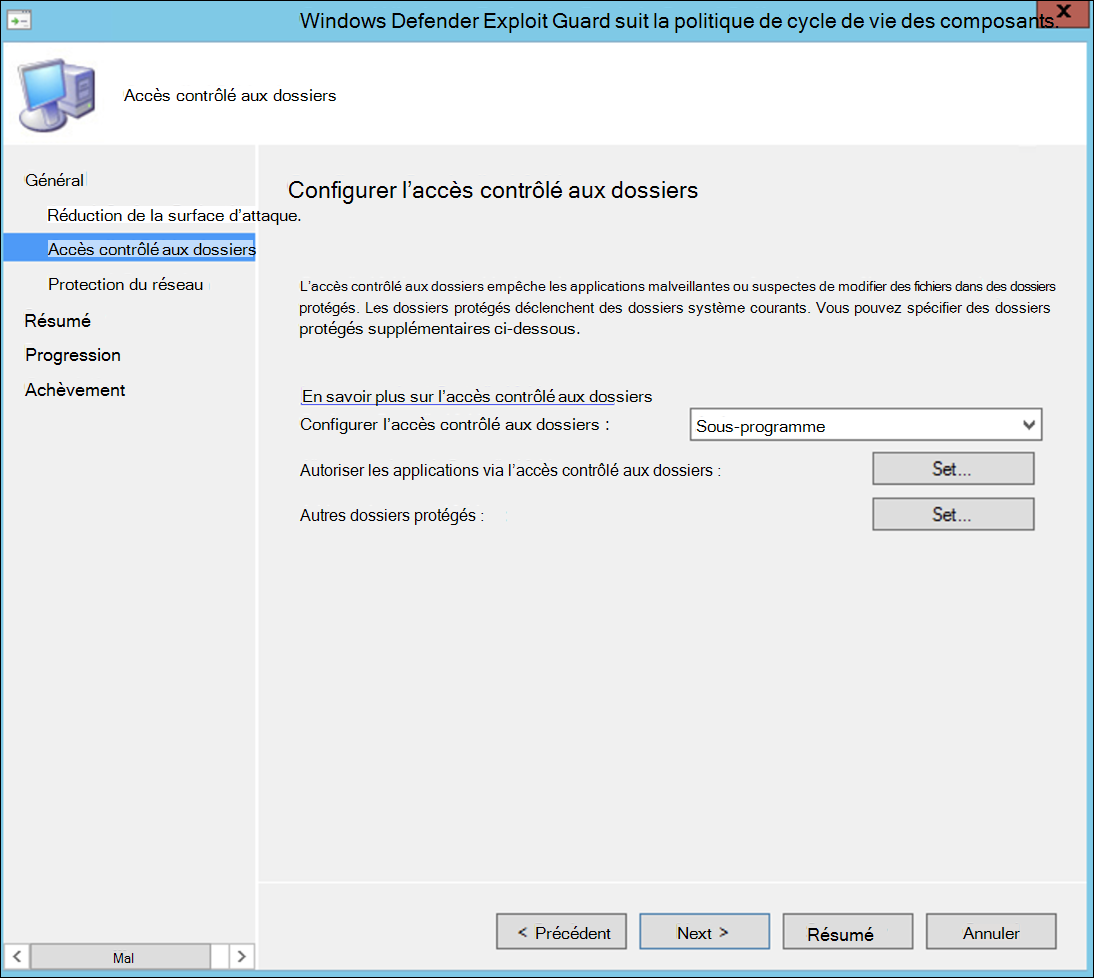 Windows Defender Exploit Guard suit la politique de cycle de vie des composants.
X
Accès contrôlé aux dossiers
Général
Réduction de la surface d’attaque.
Accès contrôlé aux dossiers
Protection du réseau
Résumé
Progression
Achèvement
Configurer l’accès contrôlé aux dossiers
L’accès contrôlé aux dossiers empêche les applications malveillantes ou suspectes de modifier des fichiers dans des dossiers
protégés. Les dossiers protégés déclenchent des dossiers système courants. Vous pouvez spécifier des dossiers
protégés supplémentaires ci-dessous.
En savoir plus sur l’accès contrôlé aux dossiers
Configurer l’accès contrôlé aux dossiers :
Sous-programme
Autoriser les applications via l’accès contrôlé aux dossiers :
Set...
Autres dossiers protégés :
Set...
< Précédent
Next >
Résumé
Annuler
< Mal >